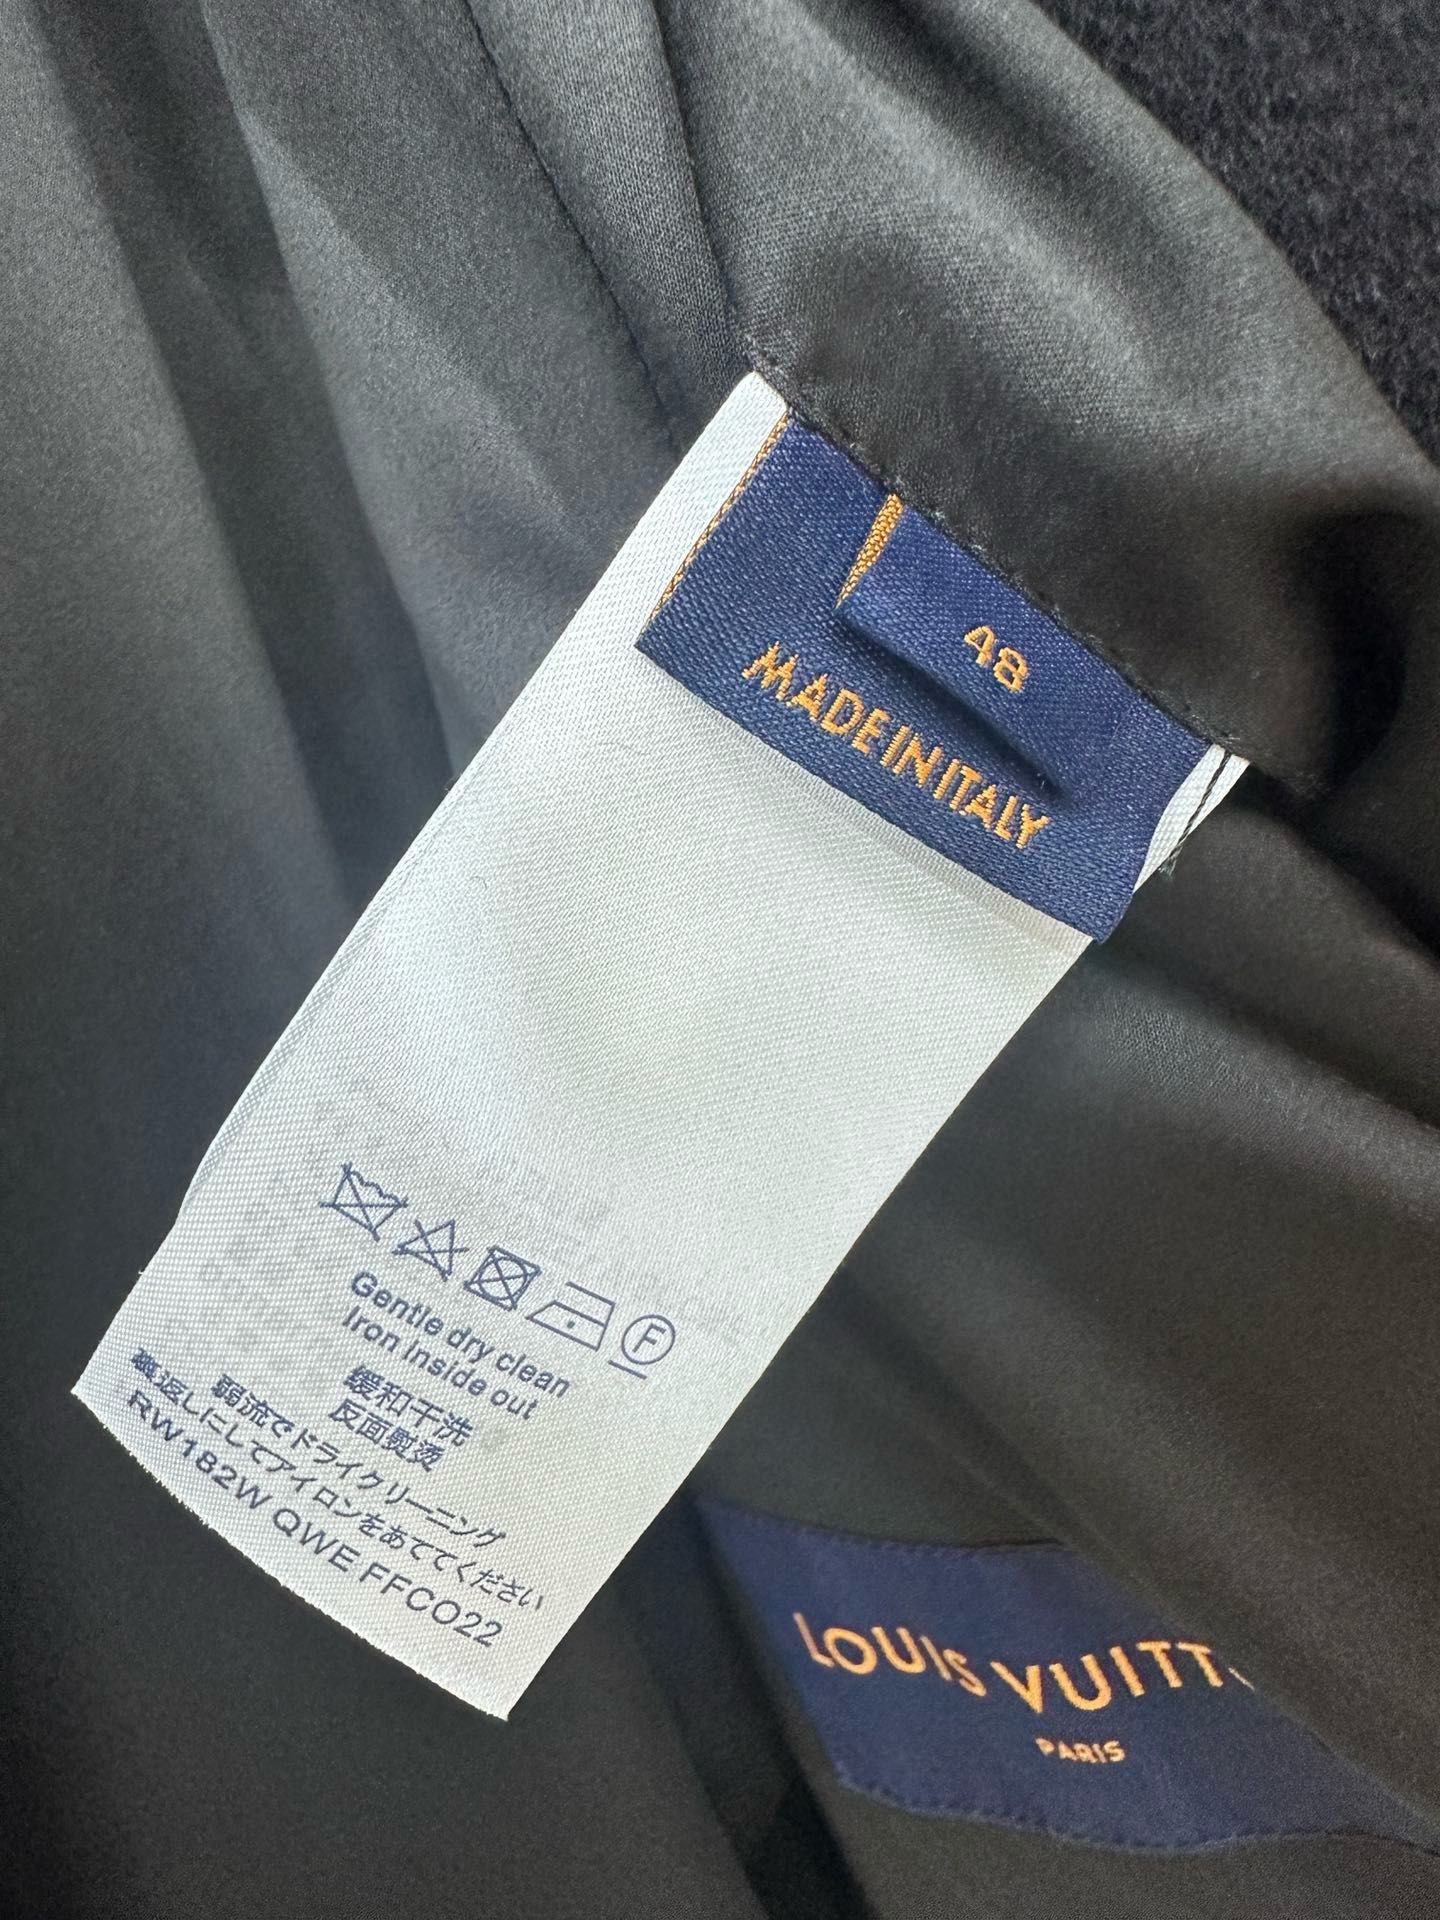 48
MADE IN ITALY
F
Gentle dry clean
Iron inside out
缓和干洗
反面熨烫
弱流でドライクリーニング
裏返しにしてアイロンをあててください
RW182W QWE FFCO22
LOUIS VUITT
PARIS